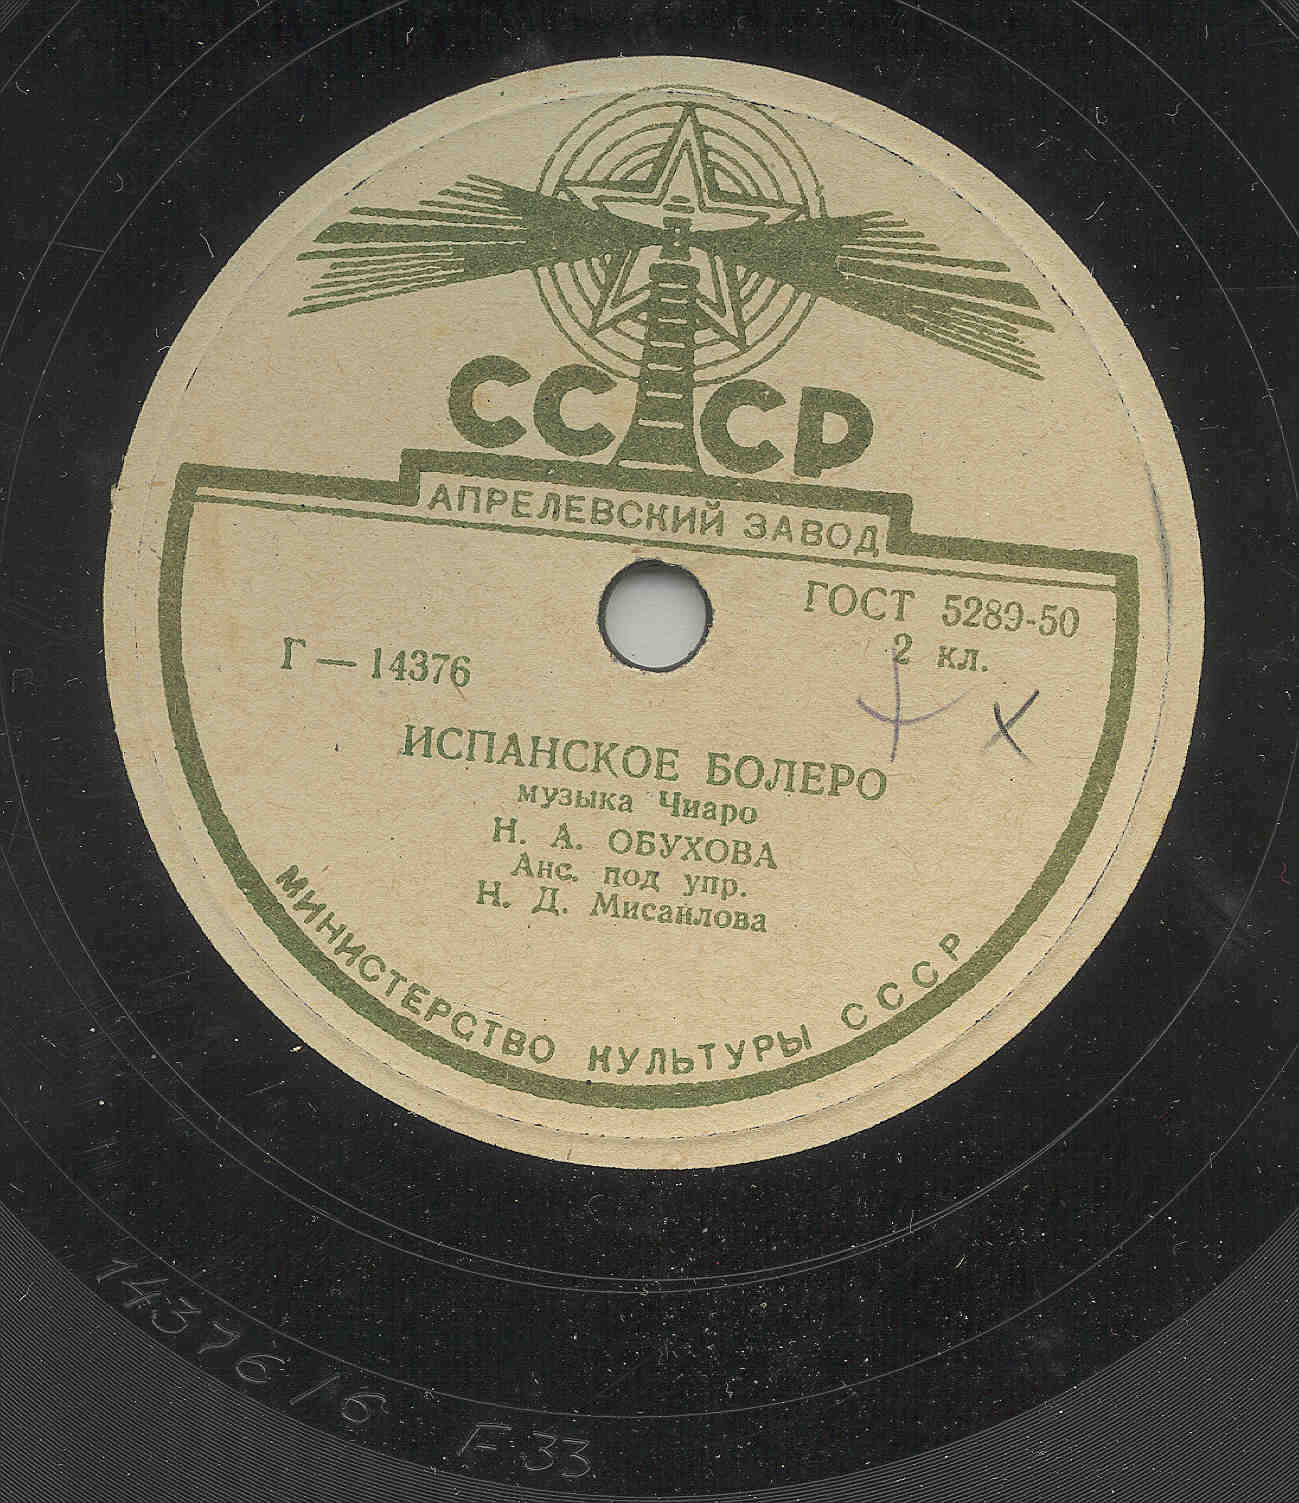 СССР
АПРЕЛЕВСКИЙ ЗАВОД
ГОСТ 5289-50
2 кл.
Г — 14376
ИСПАНСКОЕ БОЛЕРО
музыка Чиаро
Н. А. ОБУХОВА
Анс. под упр.
Н. Д. Мисаилова
МИНИСТЕРСТВО КУЛЬТУРЫ СССР
14376/6 F 33